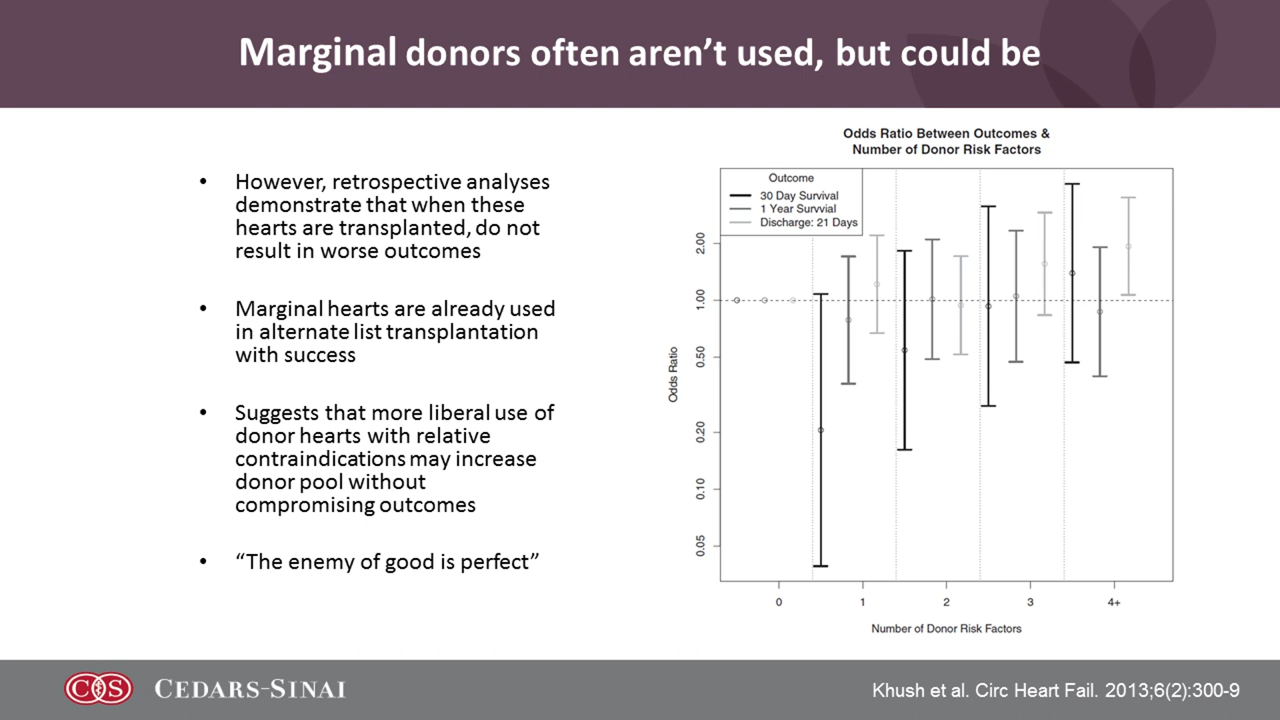 Marginal donors often aren't used, but could be
• However, retrospective analyses
demonstrate that when these
hearts are transplanted, do not
result in worse outcomes
• Marginal hearts are already used
in alternate list transplantation
with success
• Suggests that more liberal use of
donor hearts with relative
contraindications may increase
donor pool without
compromising outcomes
• “The enemy of good is perfect”
Odds Ratio Between Outcomes &
Number of Donor Risk Factors
Outcome
30 Day Survival
1 Year Survvial
Discharge: 21 Days
Odds Ratio
2.00
1.00
0.50
0.20
0.10
0.05
0 1 2 3 4+
Number of Donor Risk Factors
CEDARS-SINAI
Khush et al. Circ Heart Fail. 2013;6(2):300-9